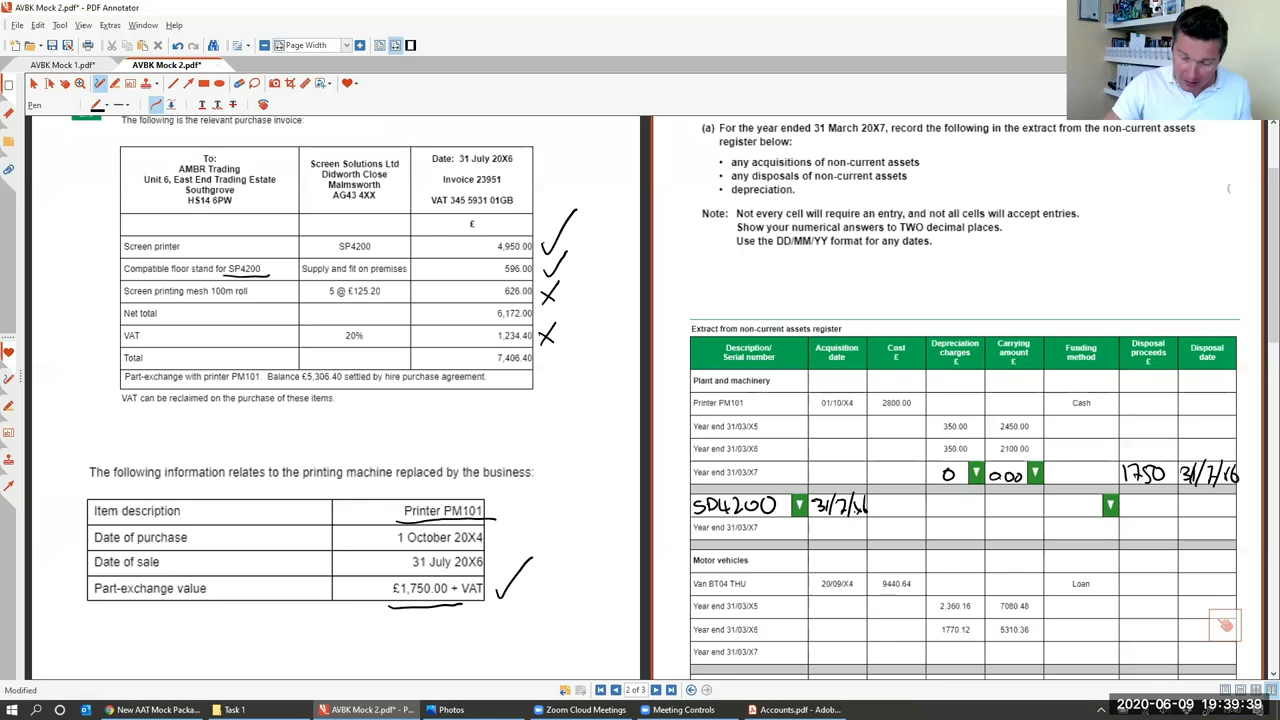 AVBK Mock 2.pdf* - PDF Annotator
File Edit Tool View Extras Window Help
Page Width
AVBK Mock 1.pdf* AVBK Mock 2.pdf*
Pen
The following is the relevant purchase invoice:
To:
AMBR Trading
Unit 6, East End Trading Estate
Southgrove
HS14 6PW
Screen Solutions Ltd
Didworth Close
Malmsworth
AG43 4XX
Date: 31 July 20X6
Invoice 23951
VAT 345 5931 01GB
£
Screen printer SP4200 4,950.00
Compatible floor stand for SP4200 Supply and fit on premises 596.00
Screen printing mesh 100m roll 5 @ £125.20 626.00
Net total 6,172.00
VAT 20% 1,234.40
Total 7,406.40
Part-exchange with printer PM101. Balance £5,306.40 settled by hire purchase agreement.
VAT can be reclaimed on the purchase of these items.
The following information relates to the printing machine replaced by the business:
Item description Printer PM101
Date of purchase 1 October 20X4
Date of sale 31 July 20X6
Part-exchange value £1,750.00 + VAT
(a) For the year ended 31 March 20X7, record the following in the extract from the non-current assets
register below:
• any acquisitions of non-current assets
• any disposals of non-current assets
• depreciation.
Note: Not every cell will require an entry, and not all cells will accept entries.
Show your numerical answers to TWO decimal places.
Use the DD/MM/YY format for any dates.
Extract from non-current assets register
Description/ Serial number Acquisition date Cost £ Depreciation charges £ Carrying amount £ Funding method Disposal proceeds £ Disposal date
Plant and machinery
Printer PM101 01/10/X4 2800.00 Cash
Year end 31/03/X5 350.00 2450.00
Year end 31/03/X6 350.00 2100.00
Year end 31/03/X7 0 000 1750 31/7/16
SP4200 31/7/16
Year end 31/03/X7
Motor vehicles
Van BT04 THU 20/09/X4 9440.64 Loan
Year end 31/03/X5 2,360.16 7080.48
Year end 31/03/X6 1770.12 5310.36
Year end 31/03/X7
Modified
2 of 3
New AAT Mock Packa... Task 1 AVBK Mock 2.pdf* - P... Photos Zoom Cloud Meetings Meeting Controls Accounts.pdf - Adob...
2020-06-09 19:39:39